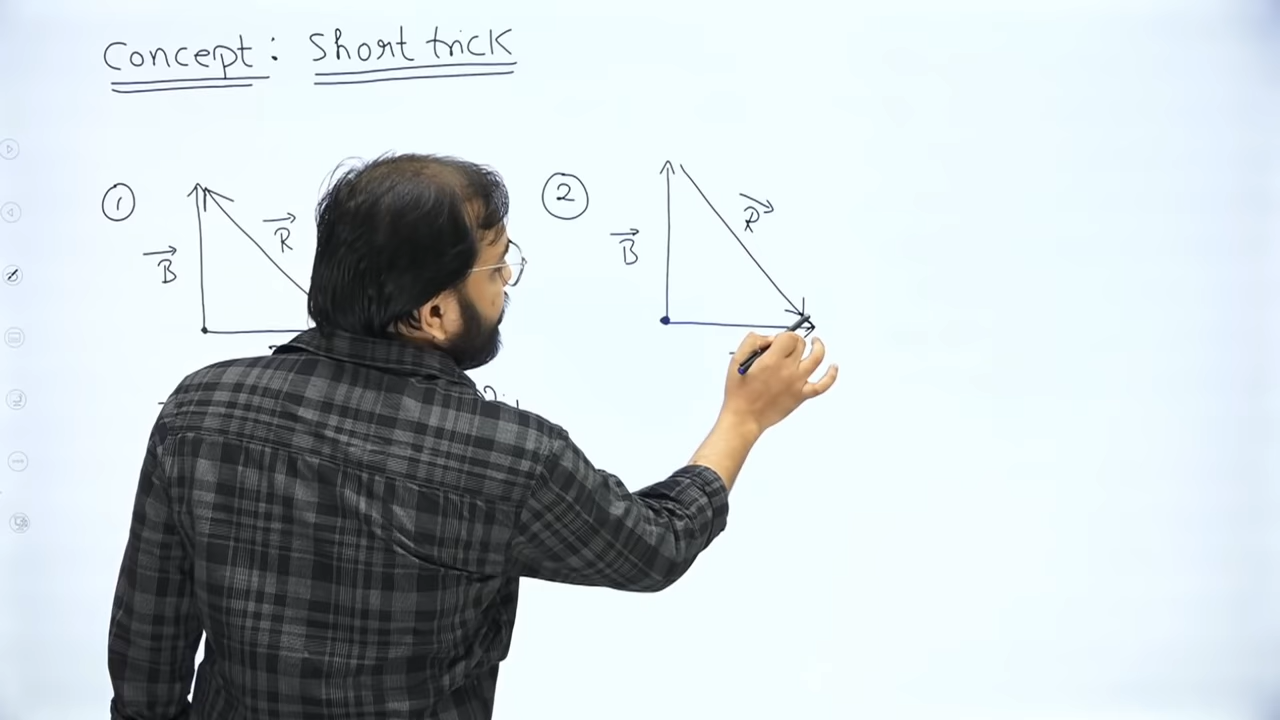 Concept : Short trick
① ②
B R B R